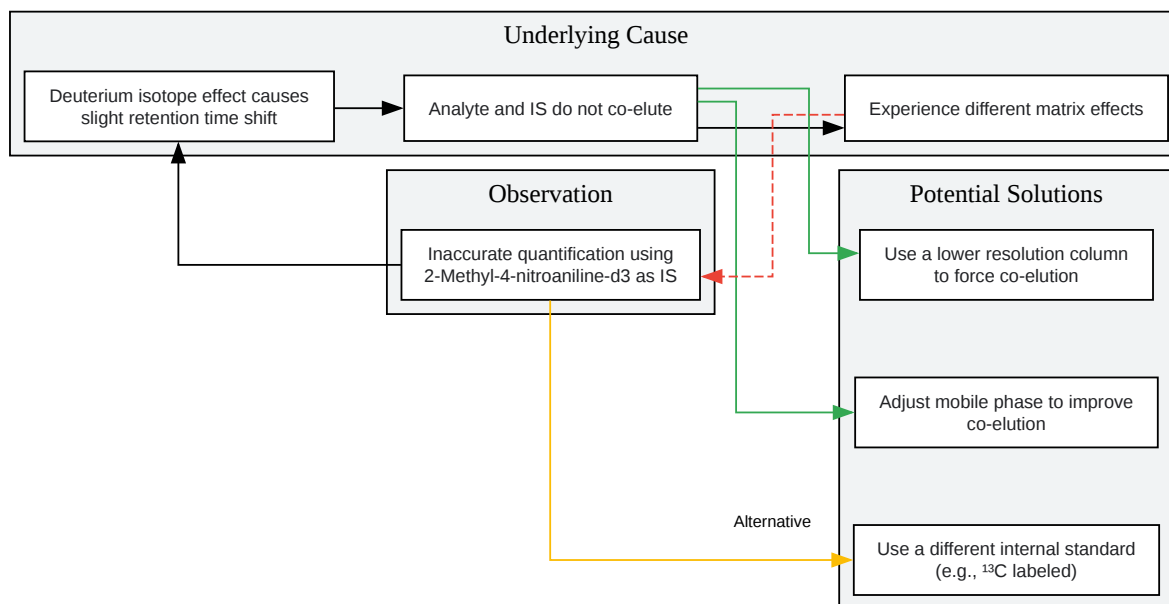 Underlying Cause
Deuterium isotope effect causes
slight retention time shift
Analyte and IS do not co-elute
Experience different matrix effects
Observation
Inaccurate quantification using
2-Methyl-4-nitroaniline-d3 as IS
Potential Solutions
Use a lower resolution column
to force co-elution
Adjust mobile phase to improve
co-elution
Alternative
Use a different internal standard
(e.g., ¹³C labeled)